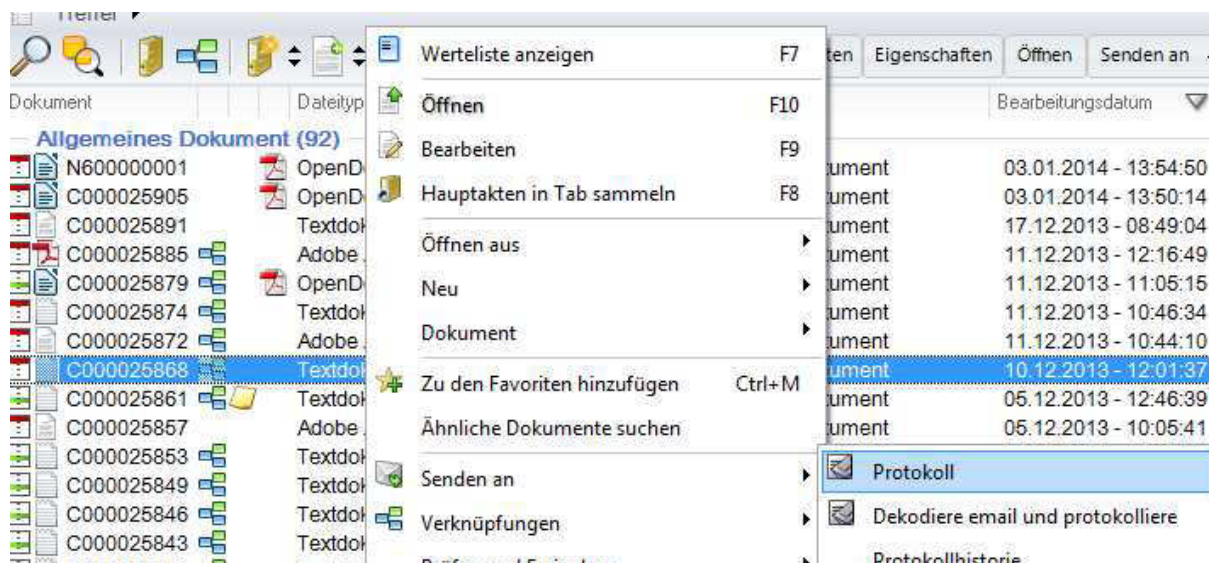 Treffer
Werteliste anzeigen F7
Eigenschaften Öffnen Senden an
Dokument Dateityp Öffnen F10 Bearbeitungsdatum
Allgemeines Dokument (92)
Bearbeiten F9
N600000001 OpenD ument 03.01.2014 - 13:54:50
C000025905 OpenD Hauptakten in Tab sammeln F8 ument 03.01.2014 - 13:50:14
C000025891 Textdok ument 17.12.2013 - 08:49:04
Öffnen aus
C000025885 Adobe ument 11.12.2013 - 12:16:49
C000025879 OpenD Neu ument 11.12.2013 - 11:05:15
C000025874 Textdok ument 11.12.2013 - 10:46:34
Dokument
C000025872 Adobe ument 11.12.2013 - 10:44:10
C000025868 Textdok ument 10.12.2013 - 12:01:37
Zu den Favoriten hinzufügen Ctrl+M
C000025861 Textdok ument 05.12.2013 - 12:46:39
C000025857 Adobe Ähnliche Dokumente suchen ument 05.12.2013 - 10:05:41
C000025853 Textdok
Protokoll
C000025849 Textdok Senden an
C000025846 Textdok Verknüpfungen Dekodiere email und protokolliere
C000025843 Textdok
Protokollhistorie